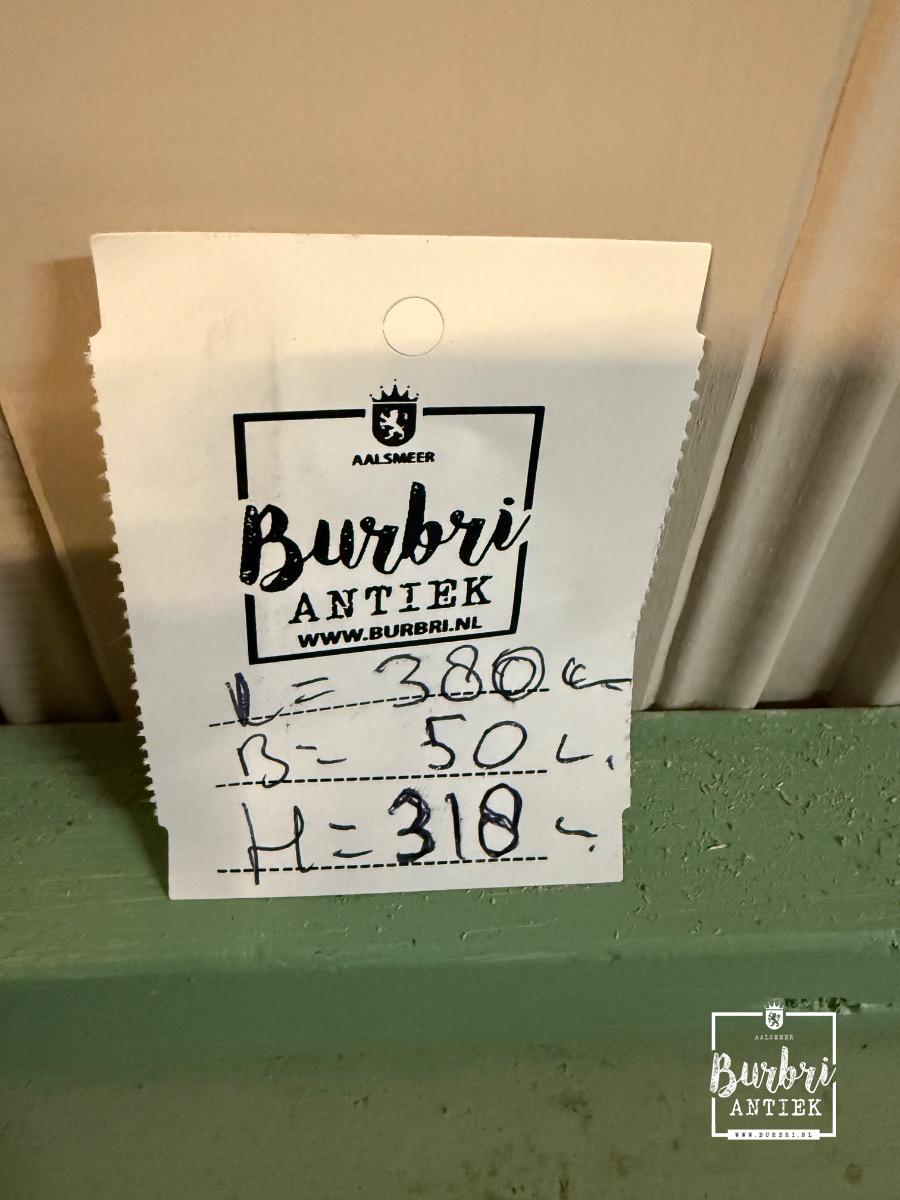 AALSMEER
Burbri
ANTIEK
WWW.BURBRI.NL
L = 380 c
B = 50 c.
H = 318 c.
AALSMEER
Burbri
ANTIEK
WWW.BURBRI.NL